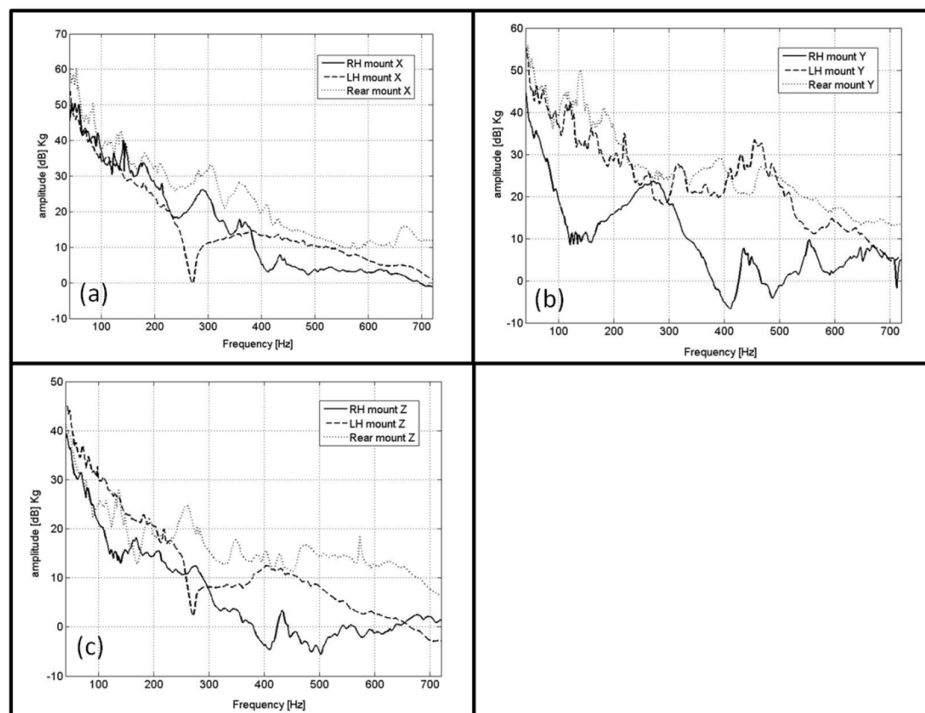 70
60
50
40
30
20
10
0
-10
amplitude [dB] Kg
RH mount X
LH mount X
Rear mount X
(a)
100 200 300 400 500 600 700
Frequency [Hz]
60
50
40
30
20
10
0
-10
amplitude [dB] Kg
RH mount Y
LH mount Y
Rear mount Y
(b)
100 200 300 400 500 600 700
Frequency [Hz]
50
40
30
20
10
0
-10
amplitude [dB] Kg
RH mount Z
LH mount Z
Rear mount Z
(c)
100 200 300 400 500 600 700
Frequency [Hz]